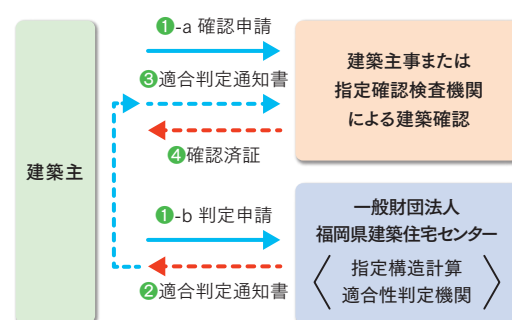 ❶-a 確認申請
❸適合判定通知書
❹確認済証
建築主
❶-b 判定申請
❷適合判定通知書
建築主事または
指定確認検査機関
による建築確認
一般財団法人
福岡県建築住宅センター
指定構造計算
適合性判定機関